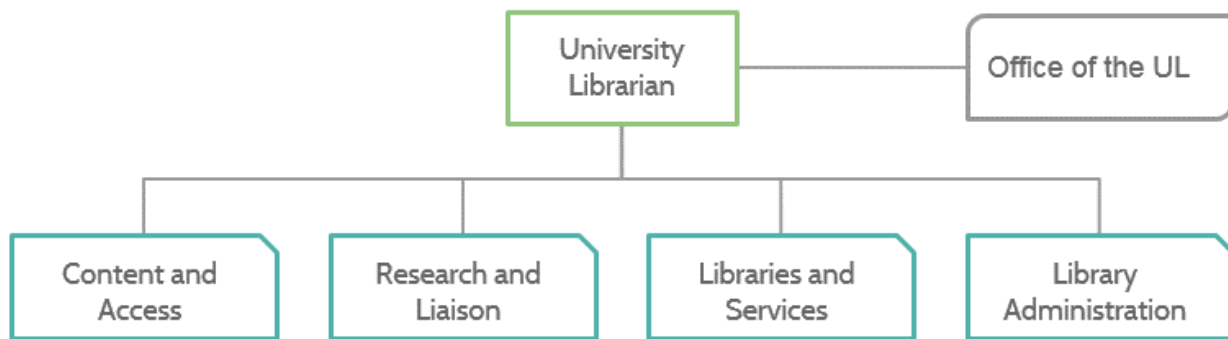 University
Librarian
Office of the UL
Content and
Access
Research and
Liaison
Libraries and
Services
Library
Administration